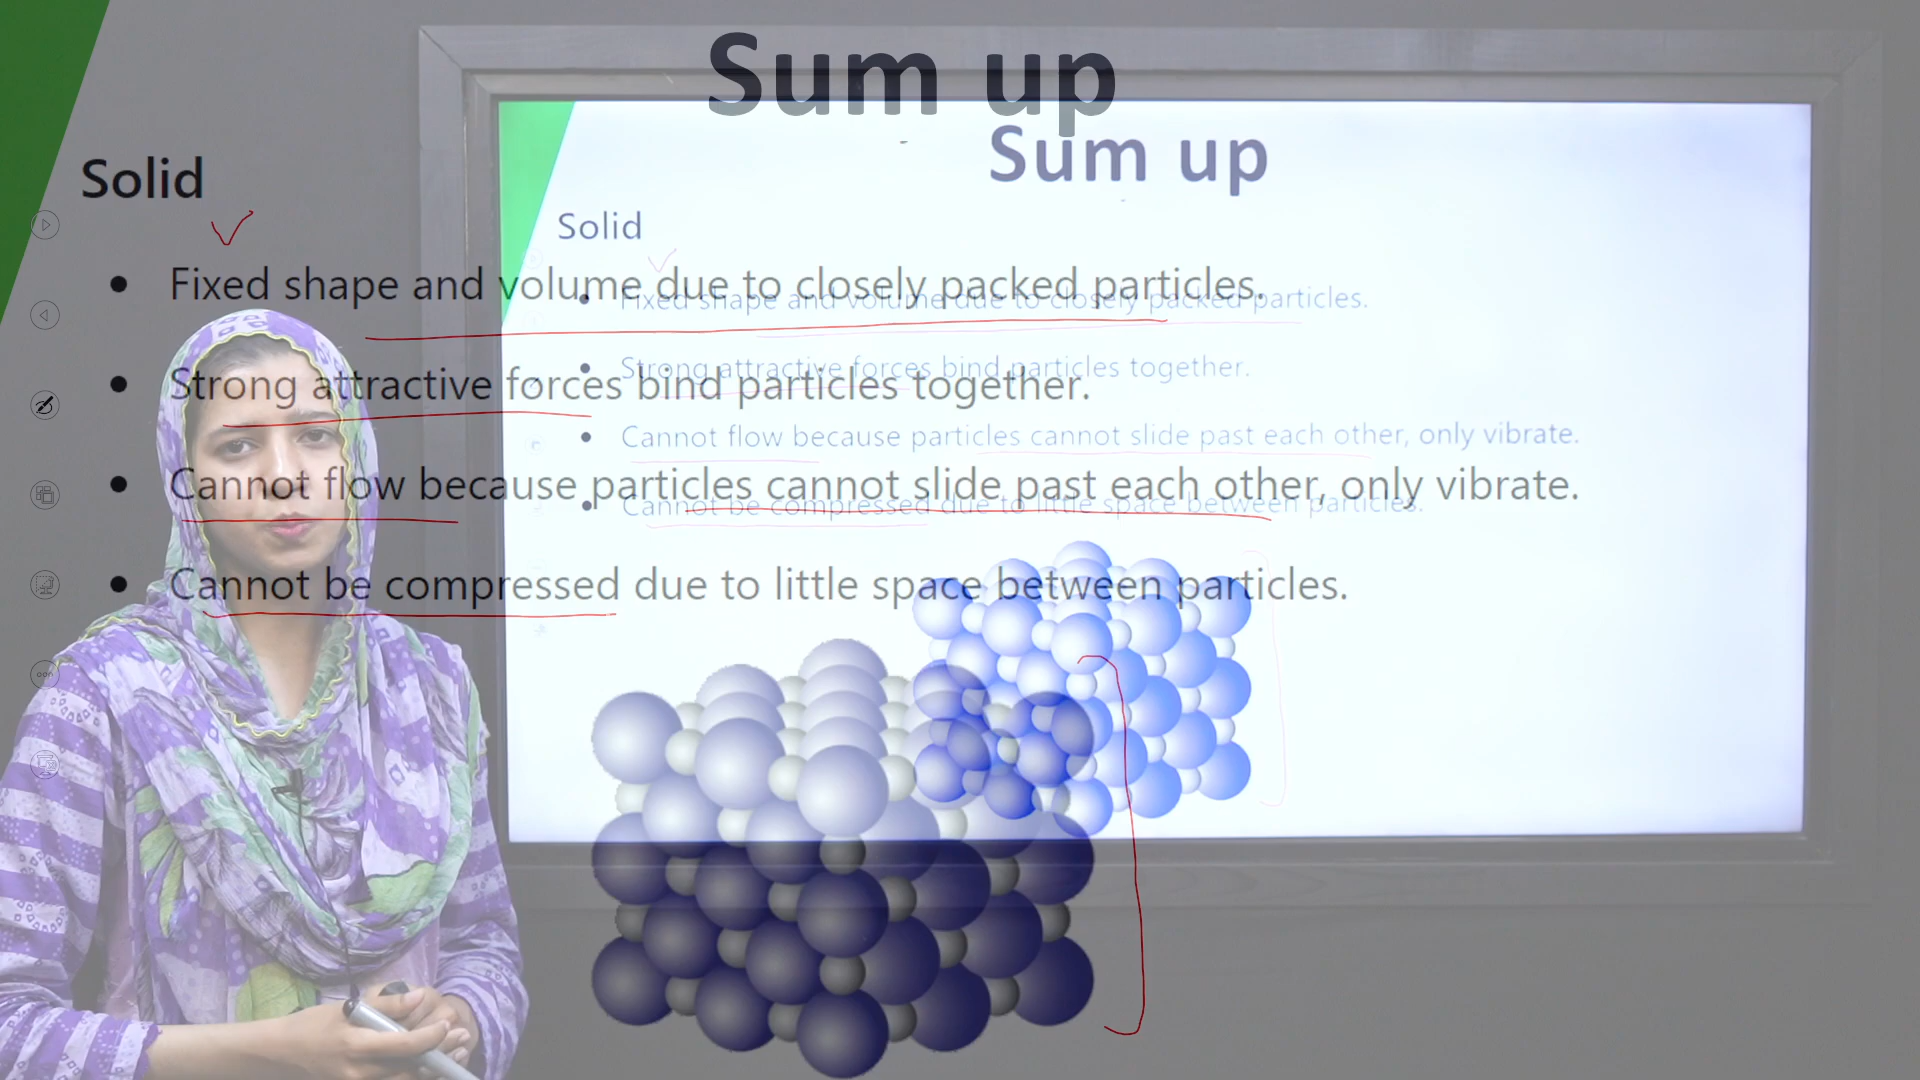 Sum up
Solid
• Fixed shape and volume due to closely packed particles.
• Strong attractive forces bind particles together.
• Cannot flow because particles cannot slide past each other, only vibrate.
• Cannot be compressed due to little space between particles.
Sum up
Solid
• Fixed shape and volume due to closely packed particles.
• Strong attractive forces bind particles together.
• Cannot flow because particles cannot slide past each other, only vibrate.
• Cannot be compressed due to little space between particles.